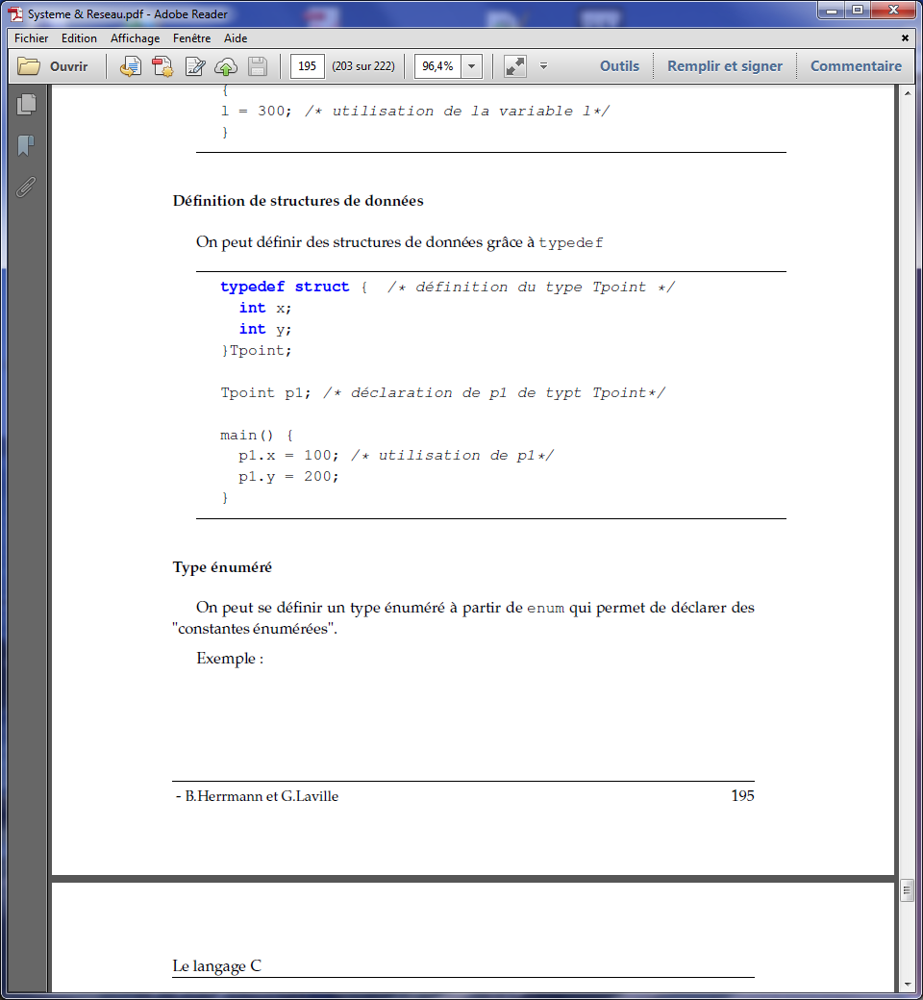 Systeme & Reseau.pdf - Adobe Reader
Fichier Edition Affichage Fenêtre Aide
Ouvrir 195 (203 sur 222) 96,4% Outils Remplir et signer Commentaire
{
l = 300; /* utilisation de la variable l*/
}
Définition de structures de données
On peut définir des structures de données grâce à typedef
typedef struct { /* définition du type Tpoint */
int x;
int y;
}Tpoint;
Tpoint p1; /* déclaration de p1 de typt Tpoint*/
main() {
p1.x = 100; /* utilisation de p1*/
p1.y = 200;
}
Type énuméré
On peut se définir un type énuméré à partir de enum qui permet de déclarer des
"constantes énumérées".
Exemple :
- B.Herrmann et G.Laville 195
Le langage C